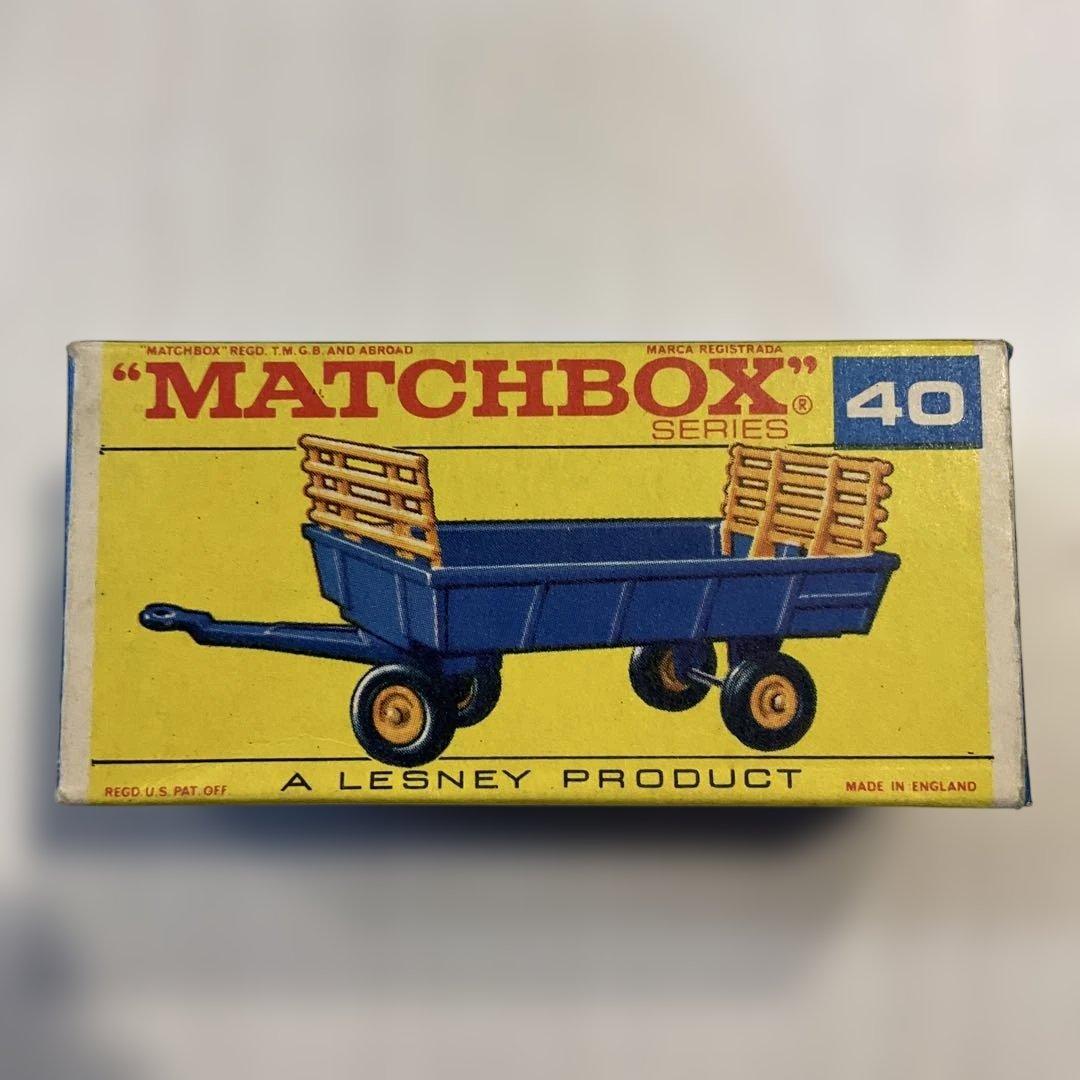 "MATCHBOX" REGD. T.M.G.B. AND ABROAD MARCA REGISTRADA
"MATCHBOX"®
SERIES
40
A LESNEY PRODUCT
REGD. U.S. PAT. OFF. MADE IN ENGLAND